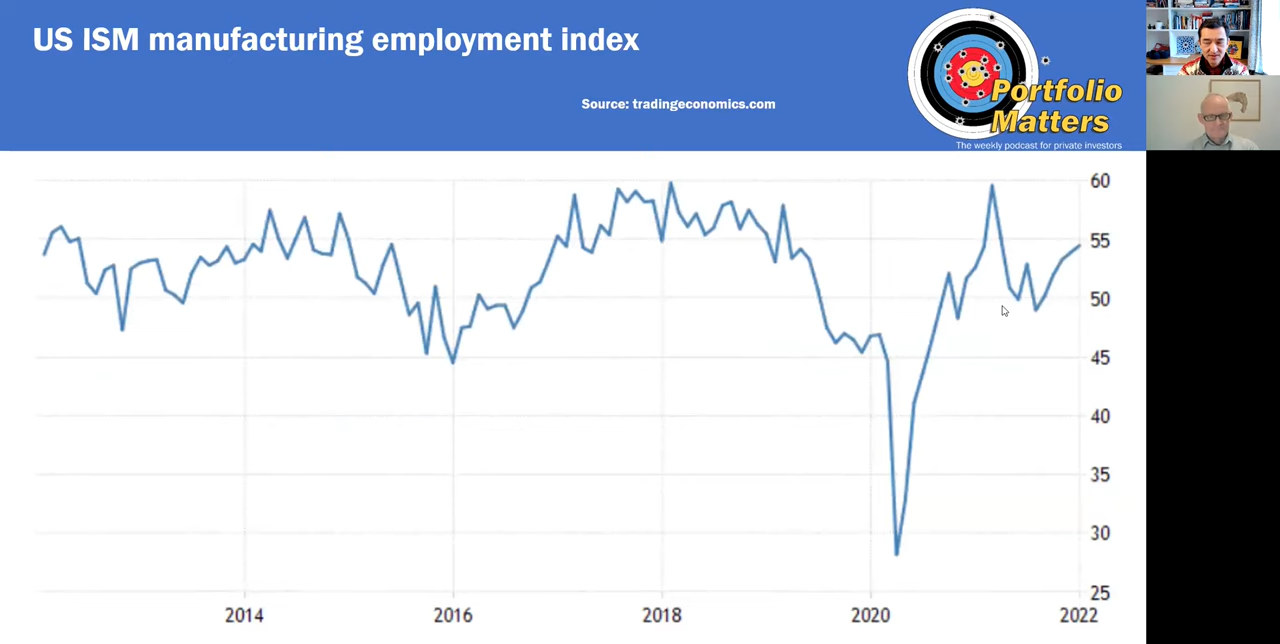 US ISM manufacturing employment index
Source: tradingeconomics.com
Portfolio
Matters
The weekly podcast for private investors
60
55
50
45
40
35
30
25
2014 2016 2018 2020 2022